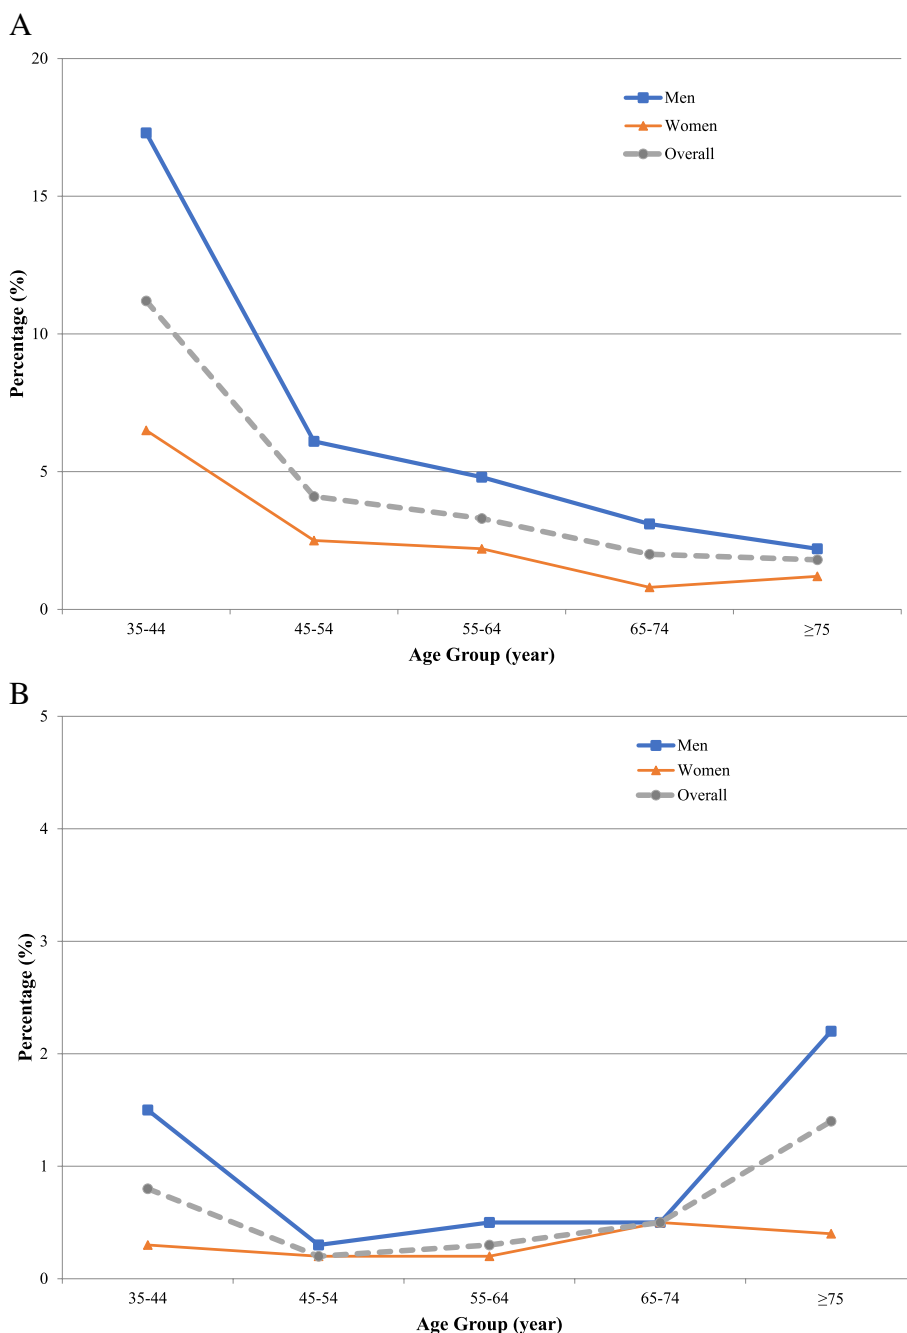 A
20
Men
Women
Overall
15
10
5
0
Percentage (%)
35-44 45-54 55-64 65-74 ≥75
Age Group (year)
B
5
Men
Women
Overall
4
3
2
1
0
Percentage (%)
35-44 45-54 55-64 65-74 ≥75
Age Group (year)